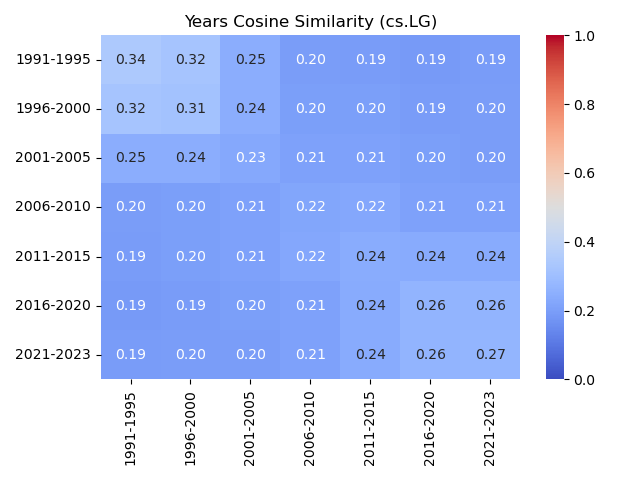 Years Cosine Similarity (cs.LG)
1991-1995 0.34 0.32 0.25 0.20 0.19 0.19 0.19
1996-2000 0.32 0.31 0.24 0.20 0.20 0.19 0.20
2001-2005 0.25 0.24 0.23 0.21 0.21 0.20 0.20
2006-2010 0.20 0.20 0.21 0.22 0.22 0.21 0.21
2011-2015 0.19 0.20 0.21 0.22 0.24 0.24 0.24
2016-2020 0.19 0.19 0.20 0.21 0.24 0.26 0.26
2021-2023 0.19 0.20 0.20 0.21 0.24 0.26 0.27
1991-1995 1996-2000 2001-2005 2006-2010 2011-2015 2016-2020 2021-2023
1.0
0.8
0.6
0.4
0.2
0.0